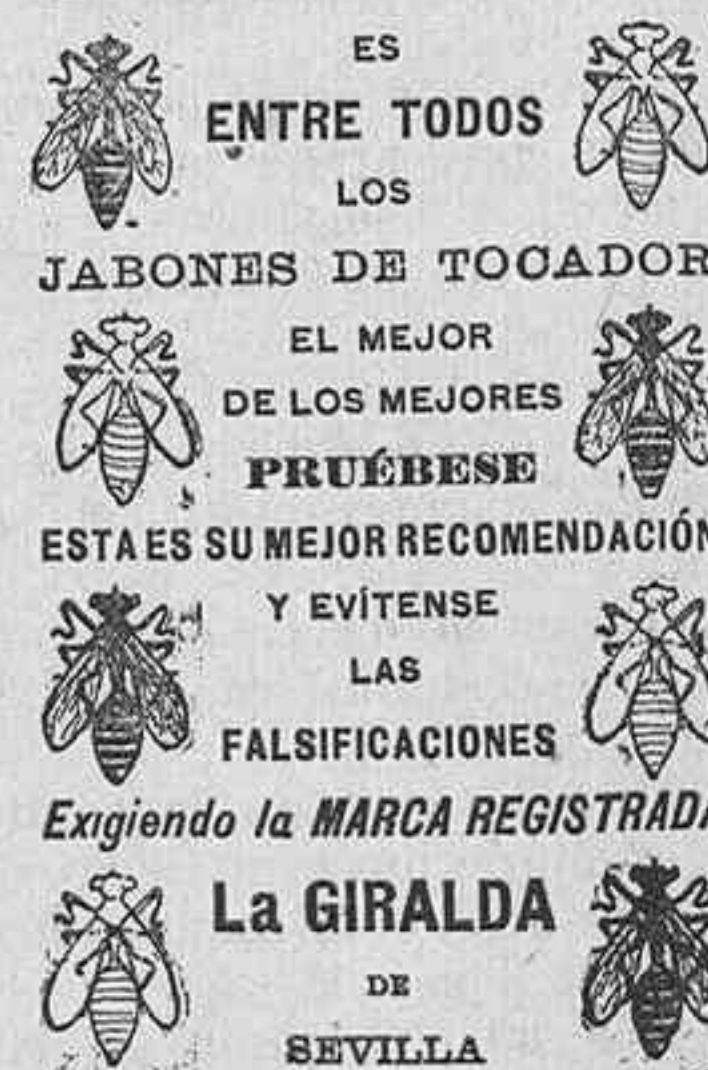 ES
ENTRE TODOS
LOS
JABONES DE TOCADOR
EL MEJOR
DE LOS MEJORES
PRUÉBESE
ESTA ES SU MEJOR RECOMENDACIÓN
Y EVÍTENSE
LAS
FALSIFICACIONES
Exigiendo la MARCA REGISTRADA
La GIRALDA
DE
SEVILLA